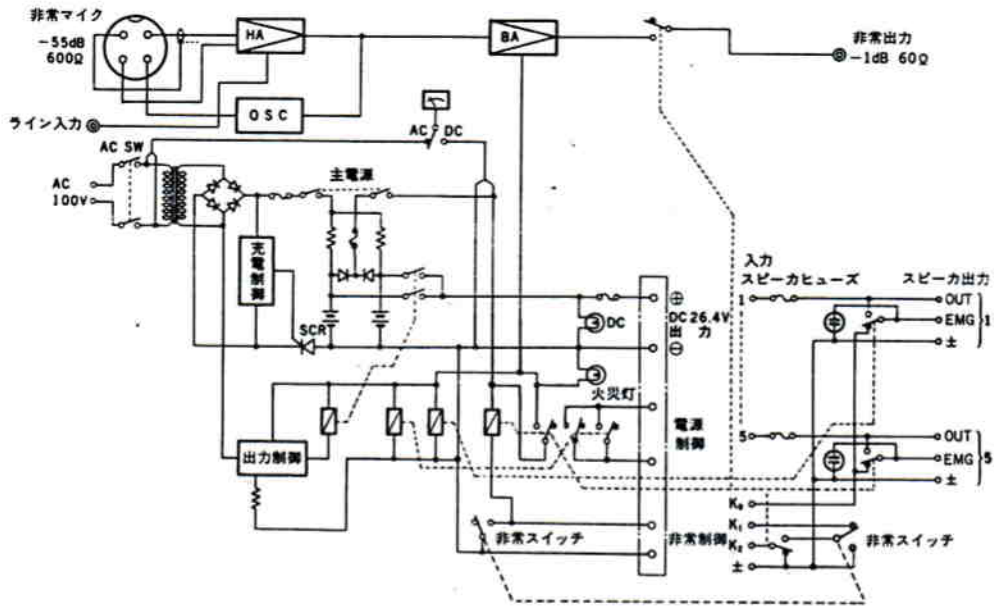 非常マイク
-55dB
600Ω
HA
BA
非常出力
-1dB 60Ω
OSC
ライン入力
AC DC
AC SW
主電源
AC
100V
充電制御
入力
スピーカヒューズ
スピーカ出力
1
OUT
EMG
1
±
⊕
DC26.4V
出力
⊖
DC
SCR
火災灯
電源
制御
5
OUT
EMG
5
±
出力制御
K₀
K₁
K₂
±
非常スイッチ
非常制御
非常スイッチ